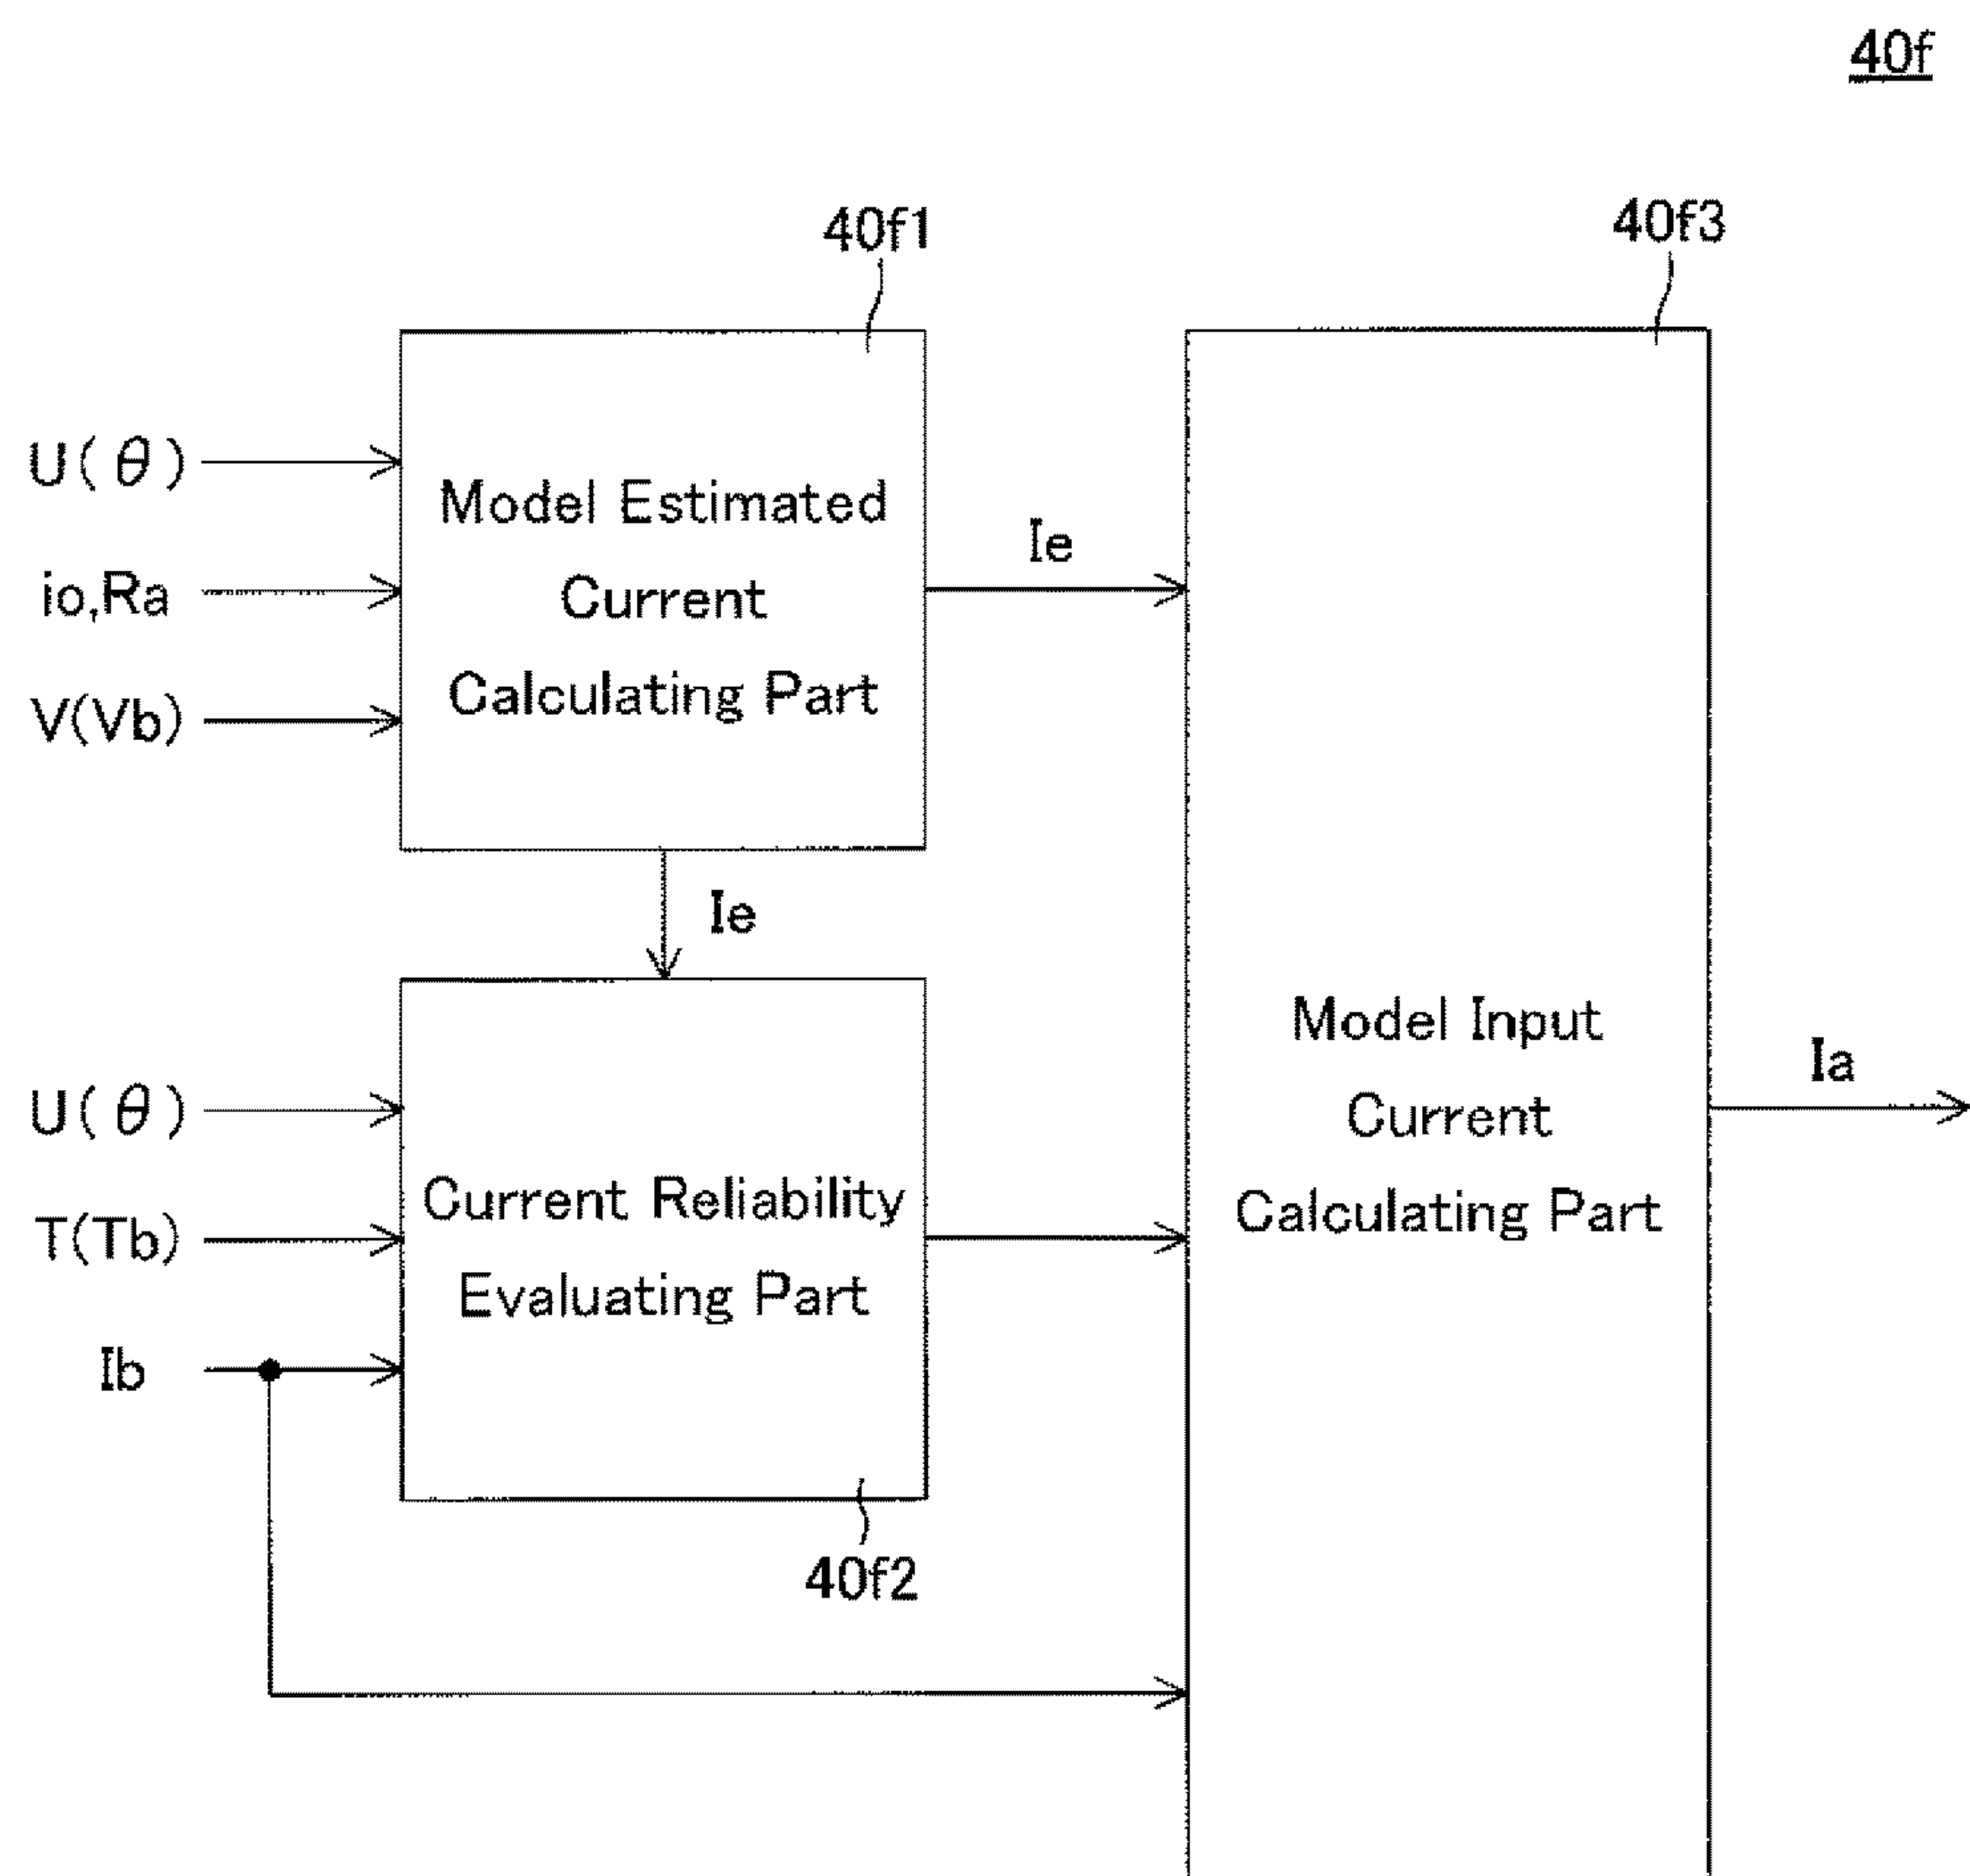 40f
40f1
40f3
U(θ)
io,Ra
V(Vb)
Model Estimated
Current
Calculating Part
Ie
Ie
U(θ)
T(Tb)
Ib
Current Reliability
Evaluating Part
40f2
Model Input
Current
Calculating Part
Ia